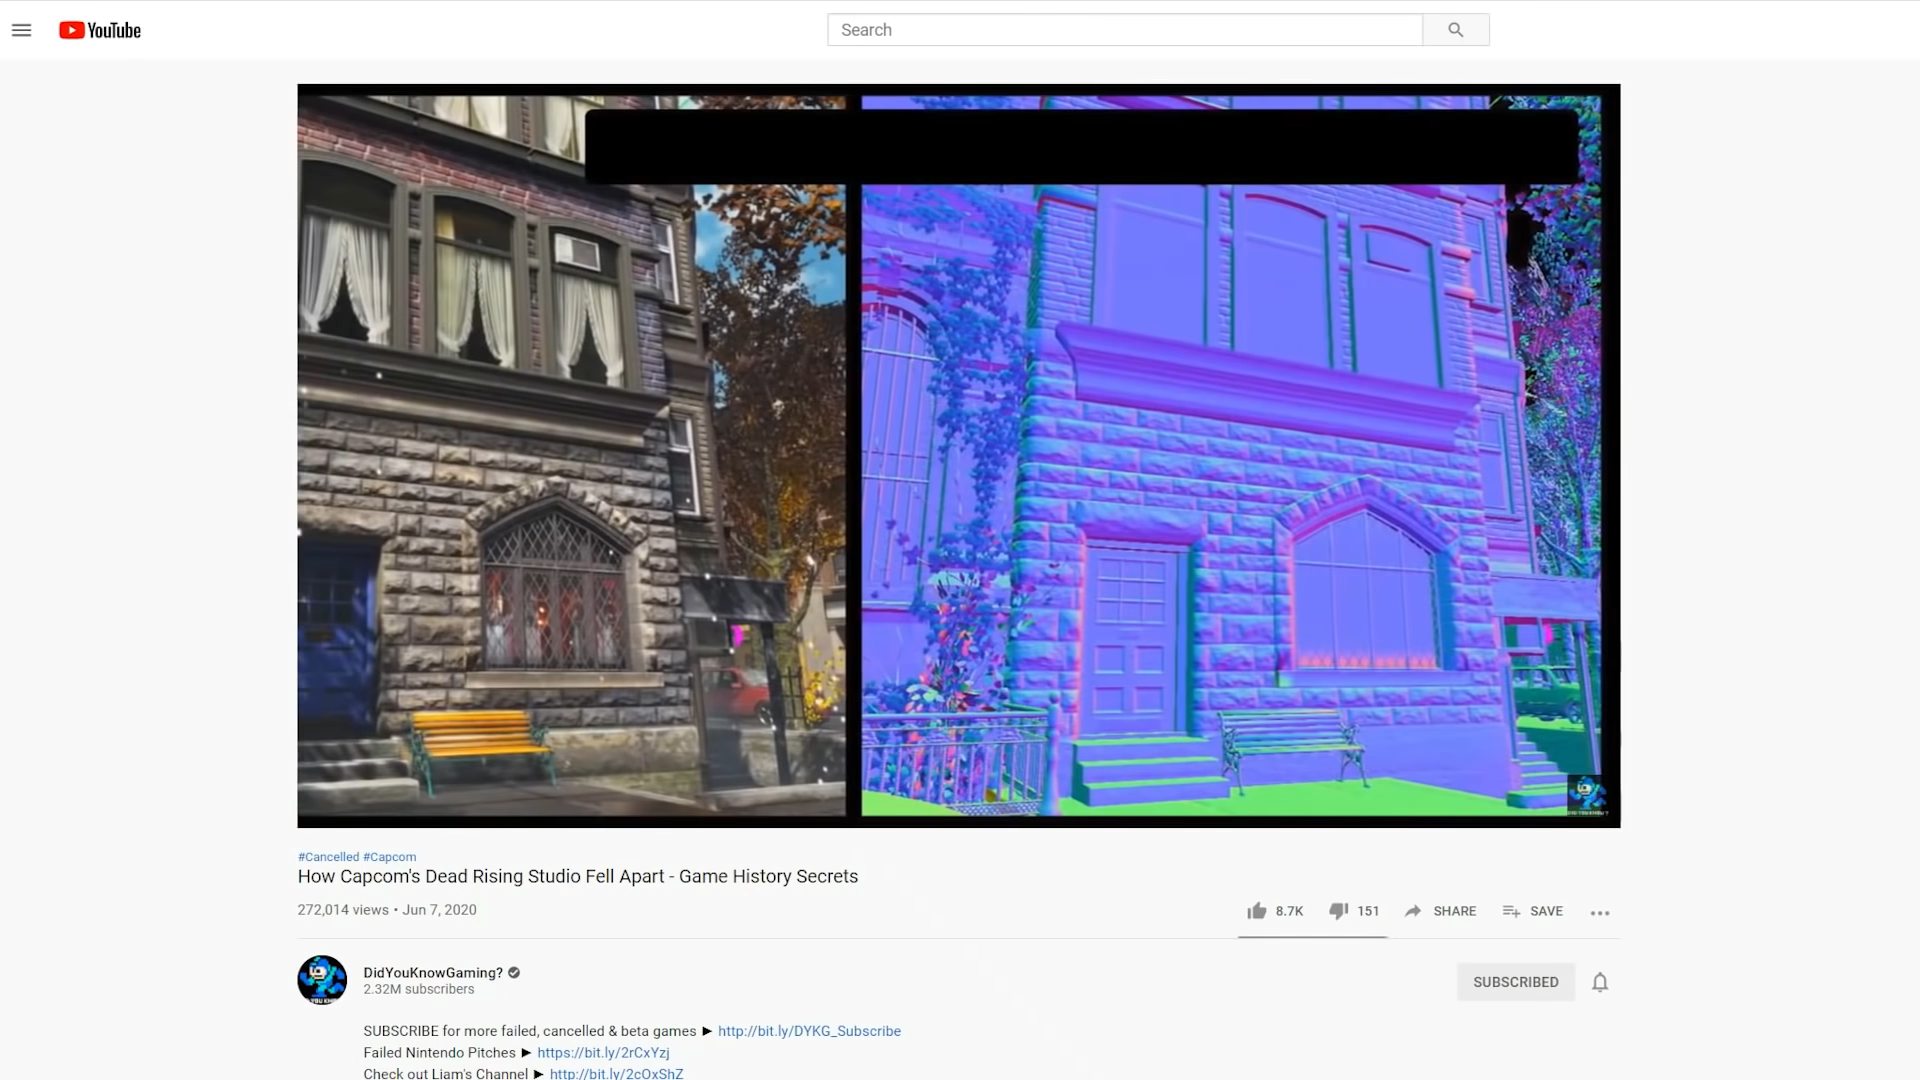 YouTube
Search
#Cancelled #Capcom
How Capcom's Dead Rising Studio Fell Apart - Game History Secrets
272,014 views • Jun 7, 2020
8.7K
151
SHARE
SAVE
DidYouKnowGaming?
2.32M subscribers
SUBSCRIBED
SUBSCRIBE for more failed, cancelled & beta games ► http://bit.ly/DYKG_Subscribe
Failed Nintendo Pitches ► https://bit.ly/2rCxYzj
Check out Liam's Channel ► http://bit.ly/2cOxShZ